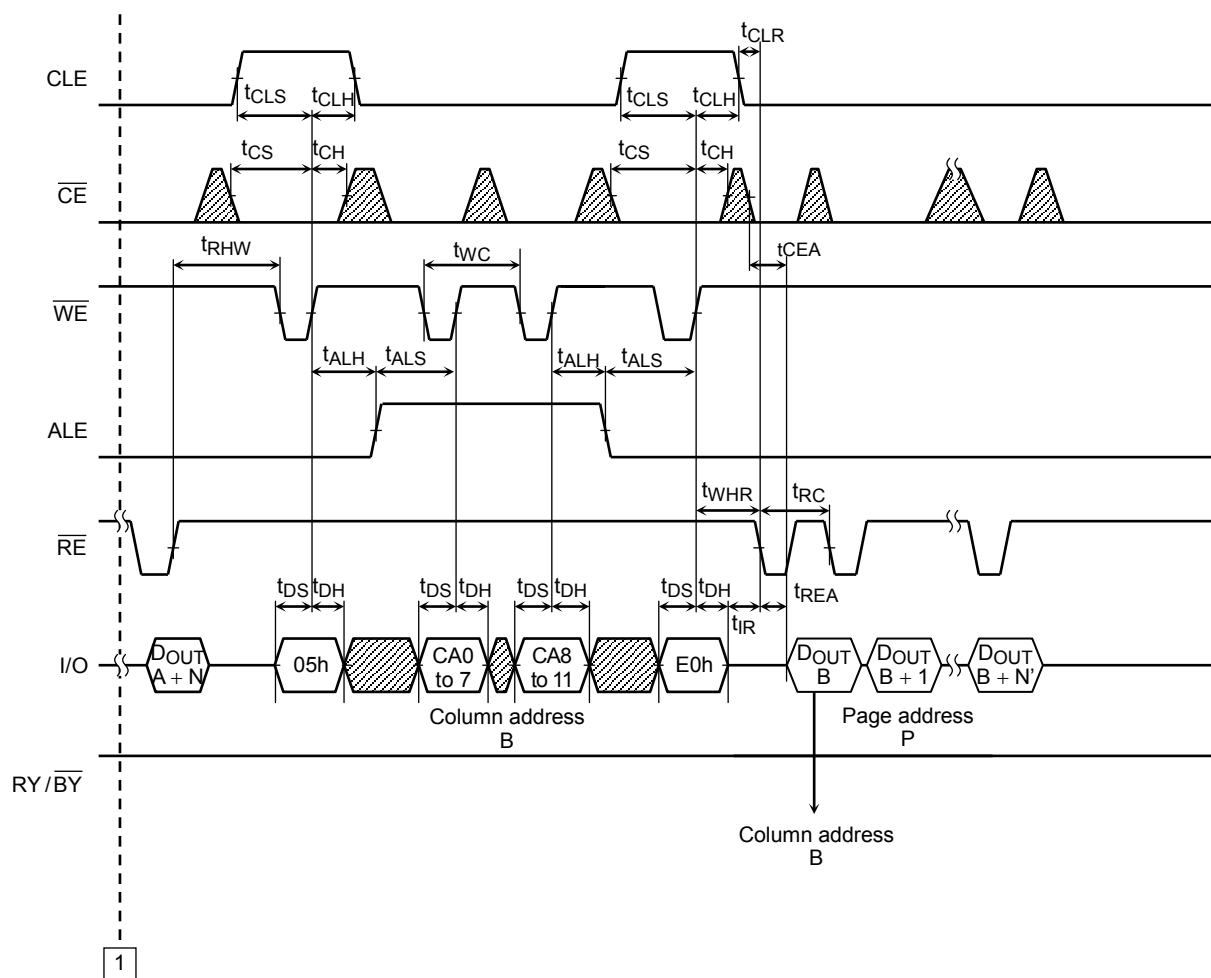 tCLR
CLE
tCLS tCLH tCLS tCLH
tCS tCH tCS tCH
CE
tRHW tWC tCEA
WE
tALH tALS tALH tALS
ALE
tWHR tRC
RE
tDS tDH tDS tDH tDS tDH tDS tDH tREA
tIR
I/O
DOUT
A + N
05h
CA0
to 7
CA8
to 11
E0h
DOUT
B
DOUT
B + 1
DOUT
B + N'
Column address
B
Page address
P
RY / BY
Column address
B
1